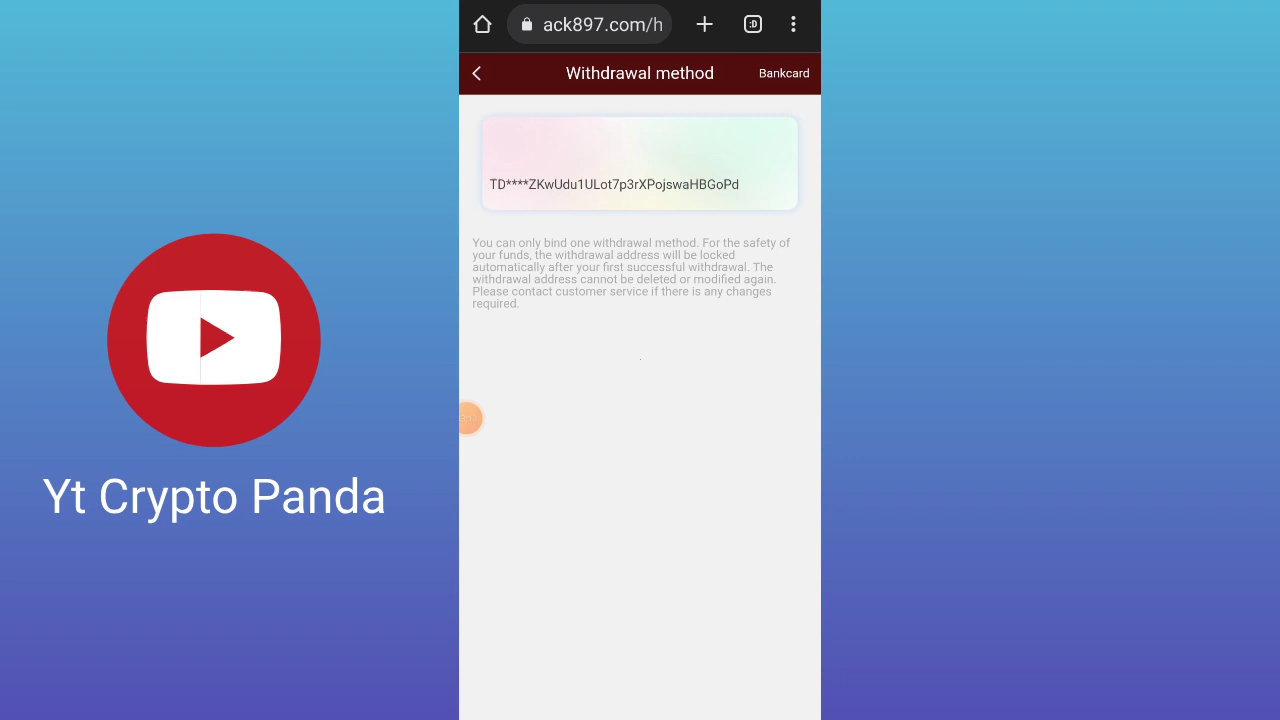 ack897.com/h
:D
Withdrawal method
Bankcard
TD****ZKwUdu1ULot7p3rXPojswaHBGoPd
You can only bind one withdrawal method. For the safety of
your funds, the withdrawal address will be locked
automatically after your first successful withdrawal. The
withdrawal address cannot be deleted or modified again.
Please contact customer service if there is any changes
required.
Yt Crypto Panda